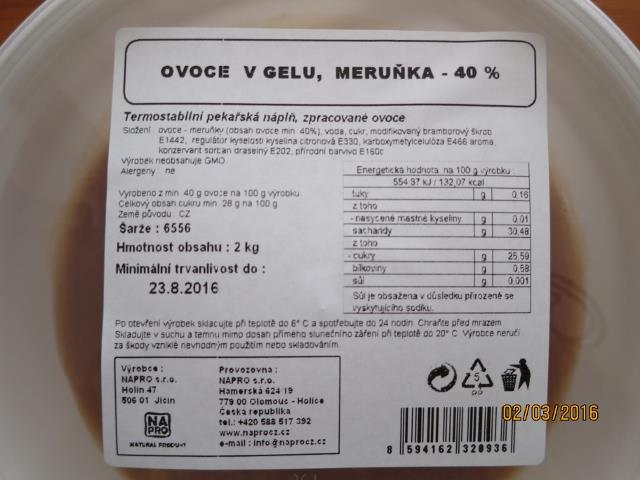 OVOCE V GELU, MERUŇKA - 40 %
Termostabilní pekařská náplň, zpracované ovoce
Složení ovoce - meruňky (obsah ovoce min. 40%), voda, cukr, modifikovaný bramborový škrob
E1442, regulátor kyselosti kyselina citronová E330, karboxymetylcelulóza E466 aroma,
konzervant sorban draselný E202, přírodní barvivo E160c
Výrobek neobsahuje GMO
Alergeny ne
Vyrobeno z min. 40 g ovoce na 100 g výrobku
Celkový obsah cukru min. 28 g na 100 g
Země původu CZ
Šarže : 6556
Hmotnost obsahu : 2 kg
Minimální trvanlivost do :
23.8.2016
Energetická hodnota na 100 g výrobku
554,97 kJ / 132,07 kcal
tuky g 0,16
z toho
- nasycené mastné kyseliny g 0,01
sacharidy g 30,48
z toho
- cukry g 25,59
bílkoviny g 0,58
sůl g 0,001
Sůl je obsažena v důsledku přirozeně se
vyskytujícího sodíku.
Po otevření výrobek skladujte při teplotě do 6° C a spotřebujte do 24 hodin. Chraňte před mrazem.
Skladujte v suchu a temnu mimo dosah přímého slunečního záření při teplotě do 20° C. Výrobce neručí
za škody vzniklé nevhodným použitím nebo skladováním.
Výrobce :
NAPRO s.r.o.
Holín 47
506 01 Jičín
NA
PRO
NATURAL PRODUKT
Provozovna :
NAPRO s.r.o.
Hamerská 624/19
779 00 Olomouc - Holice
Česká republika
tel.: +420 588 517 392
www.naprocz.cz
e-mail : info@naprocz.cz
5
PP
8 594162 320936
02/03/2016